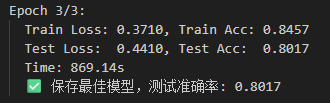 Epoch 3/3:
Train Loss: 0.3710, Train Acc: 0.8457
Test Loss:  0.4410, Test Acc:  0.8017
Time: 869.14s
✅ 保存最佳模型，测试准确率: 0.8017